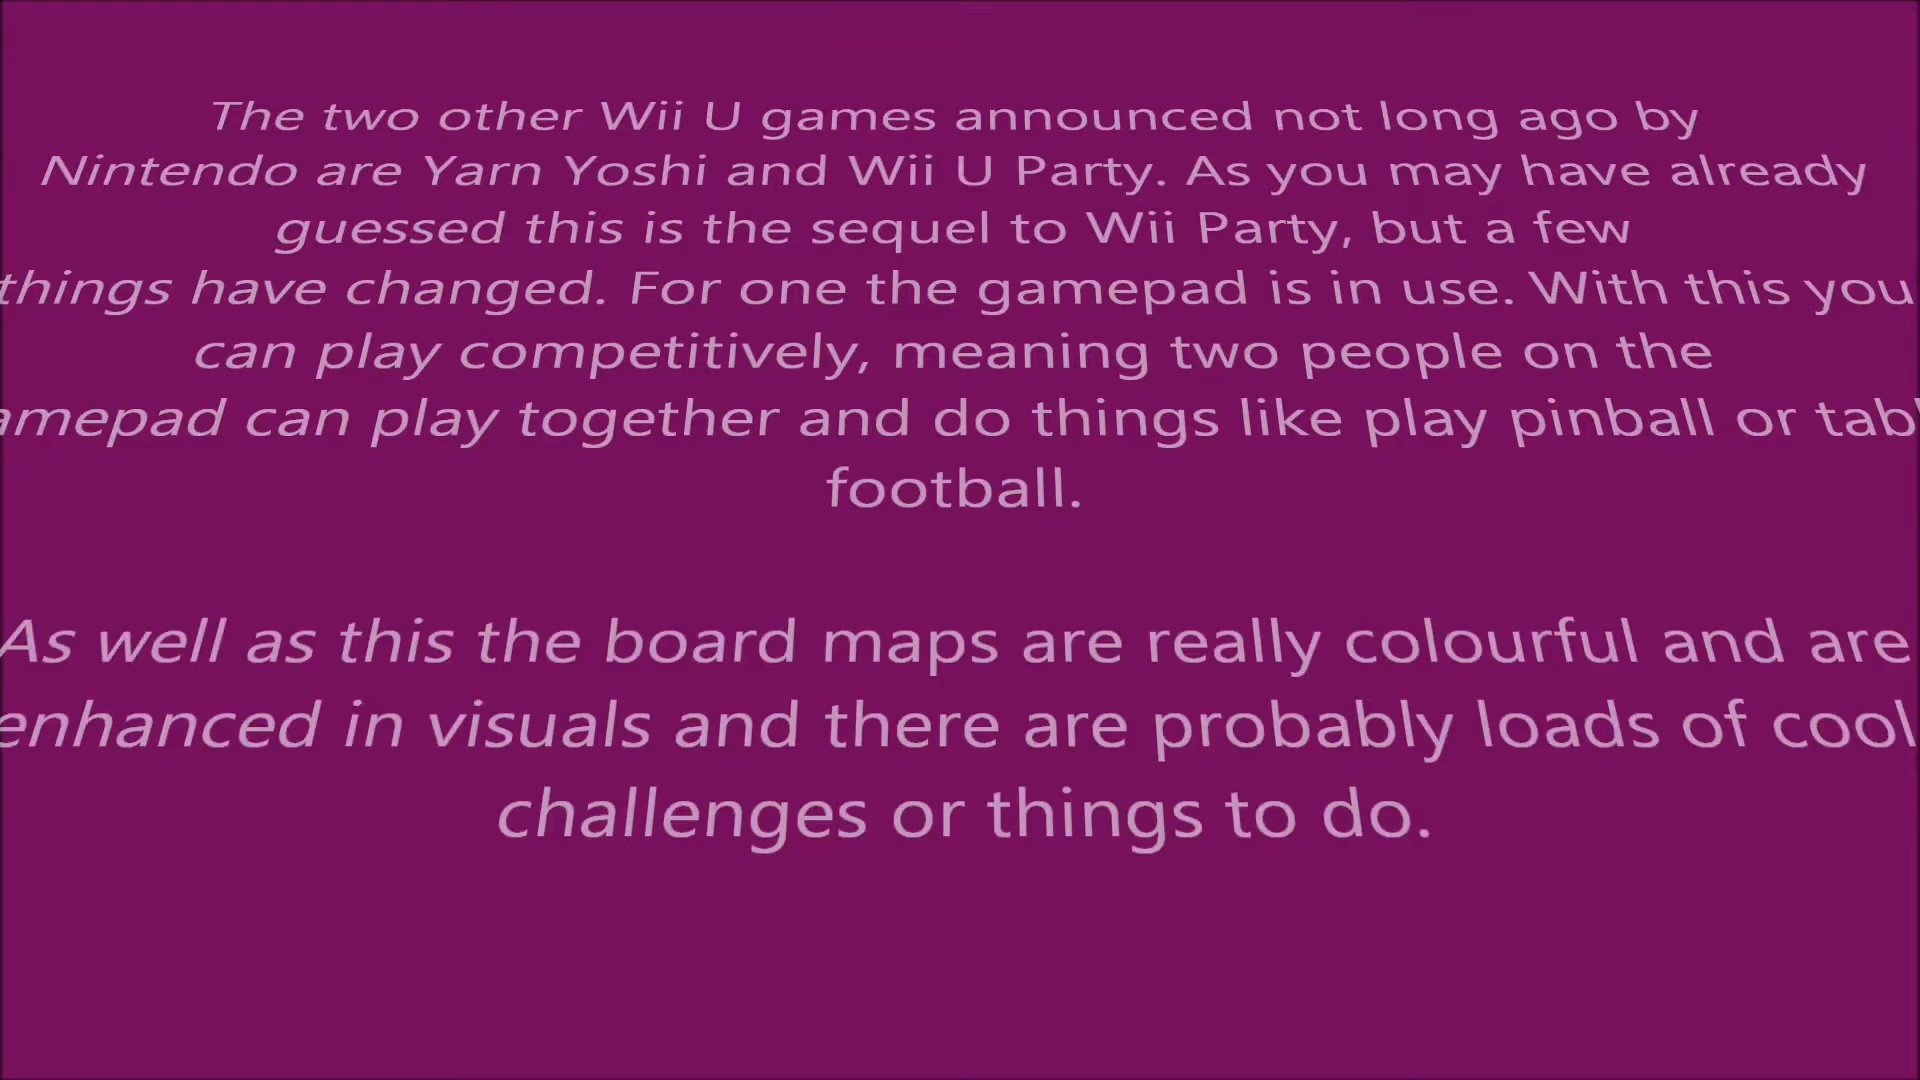 The two other Wii U games announced not long ago by
Nintendo are Yarn Yoshi and Wii U Party. As you may have already
guessed this is the sequel to Wii Party, but a few
things have changed. For one the gamepad is in use. With this you
can play competitively, meaning two people on the
amepad can play together and do things like play pinball or tabl
football.
As well as this the board maps are really colourful and are
enhanced in visuals and there are probably loads of cool
challenges or things to do.